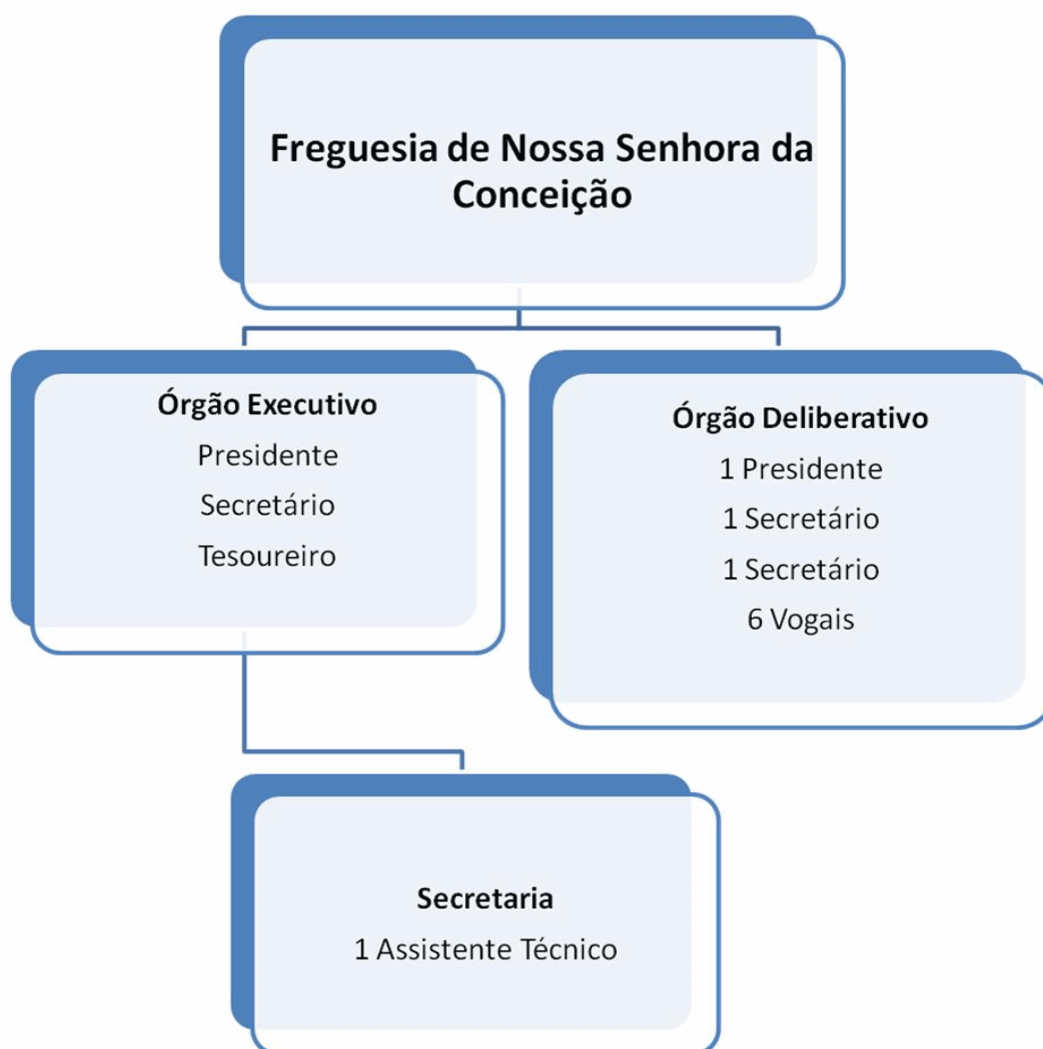 Freguesia de Nossa Senhora da
Conceição
Órgão Executivo
Presidente
Secretário
Tesoureiro
Órgão Deliberativo
1 Presidente
1 Secretário
1 Secretário
6 Vogais
Secretaria
1 Assistente Técnico